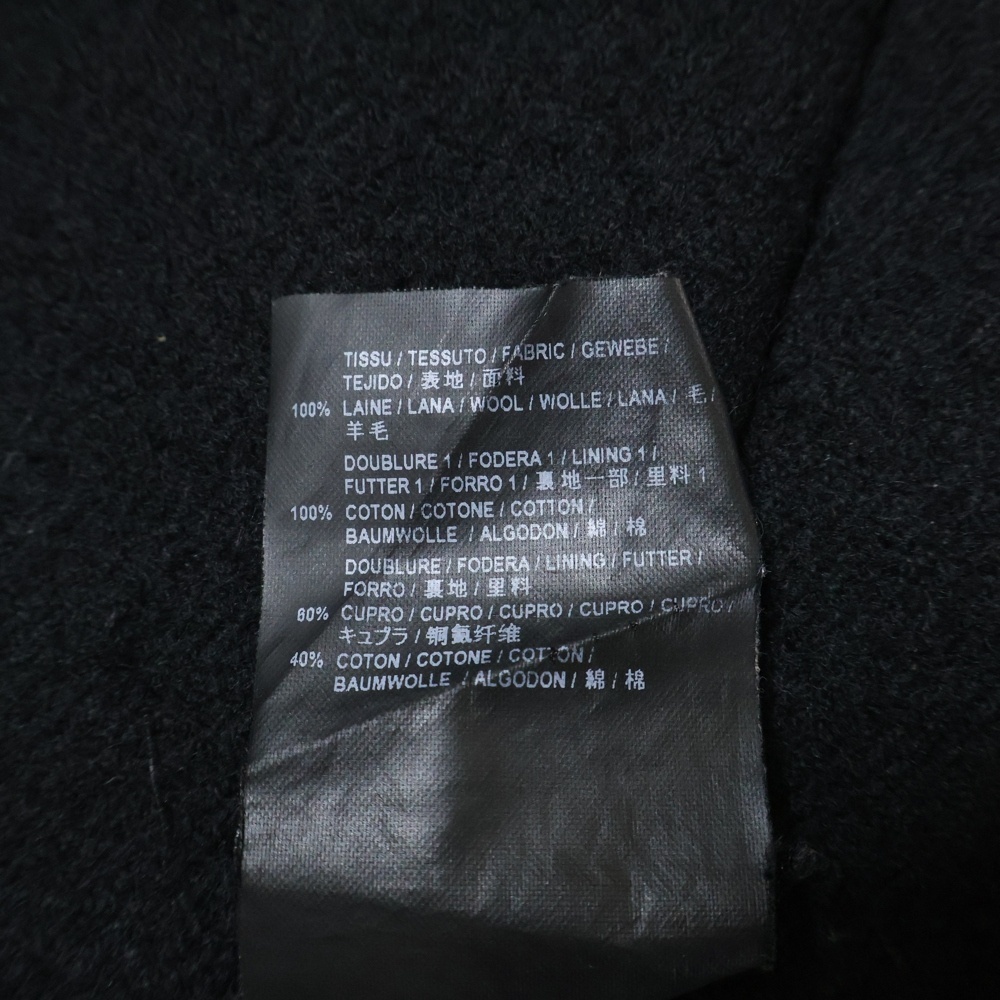 TISSU / TESSUTO / FABRIC / GEWEBE /
TEJIDO / 表地 / 面料
100% LAINE / LANA / WOOL / WOLLE / LANA / 毛 /
羊毛
DOUBLURE 1 / FODERA 1 / LINING 1 /
FUTTER 1 / FORRO 1 / 裏地一部 / 里料 1
100% COTON / COTONE / COTTON /
BAUMWOLLE / ALGODON / 綿 / 棉
DOUBLURE / FODERA / LINING / FUTTER /
FORRO / 裏地 / 里料
60% CUPRO / CUPRO / CUPRO / CUPRO / CUPRO /
キュプラ / 铜氨纤维
40% COTON / COTONE / COTTON /
BAUMWOLLE / ALGODON / 綿 / 棉